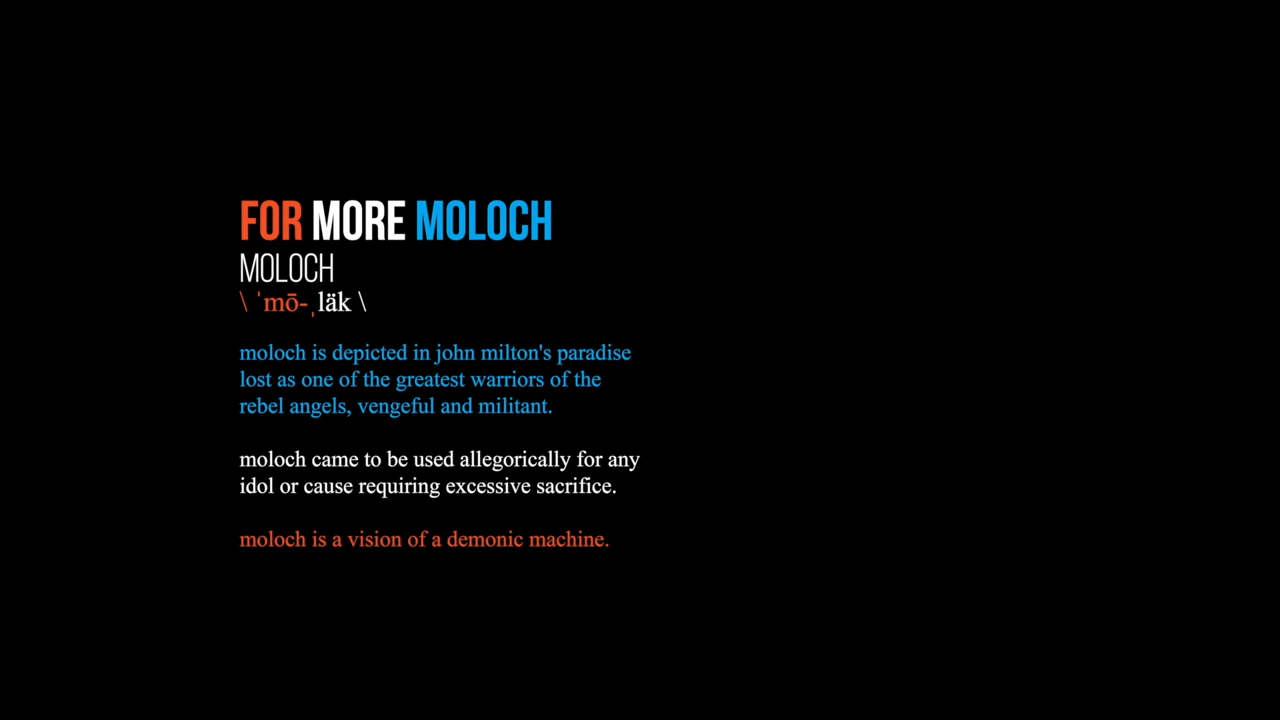 FOR MORE MOLOCH
MOLOCH
\ ˈmō-ˌläk \
moloch is depicted in john milton's paradise
lost as one of the greatest warriors of the
rebel angels, vengeful and militant.
moloch came to be used allegorically for any
idol or cause requiring excessive sacrifice.
moloch is a vision of a demonic machine.